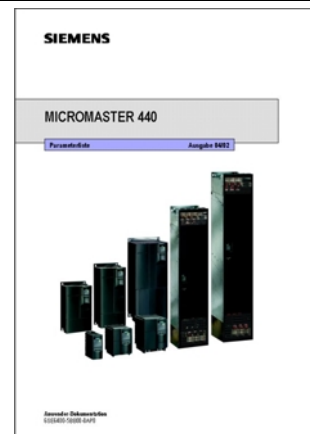 SIEMENS
MICROMASTER 440
Parameterliste Ausgabe 04/02
Anwender Dokumentation